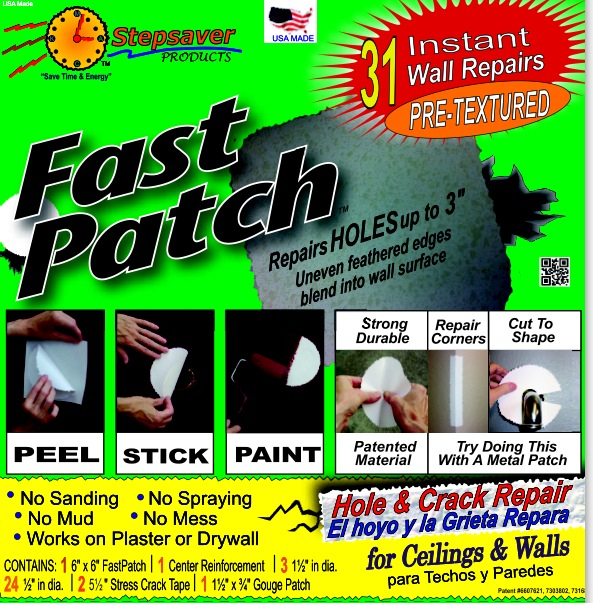 USA Made
Stepsaver
PRODUCTS
TM
"Save Time & Energy"
USA MADE
31 Instant
Wall Repairs
PRE-TEXTURED
Fast
Patch™
Repairs HOLES up to 3"
Uneven feathered edges
blend into wall surface
PEEL
STICK
PAINT
Strong
Durable
Repair
Corners
Cut To
Shape
Patented
Material
Try Doing This
With A Metal Patch
• No Sanding • No Spraying
• No Mud • No Mess
• Works on Plaster or Drywall
Hole & Crack Repair
El hoyo y la Grieta Repara
for Ceilings & Walls
para Techos y Paredes
CONTAINS: 1 6" x 6" FastPatch | 1 Center Reinforcement | 3 1½" in dia.
24 ½" in dia. | 2 5½" Stress Crack Tape | 1 1½" x ¾" Gouge Patch
Patent #6607621, 7303802, 7316